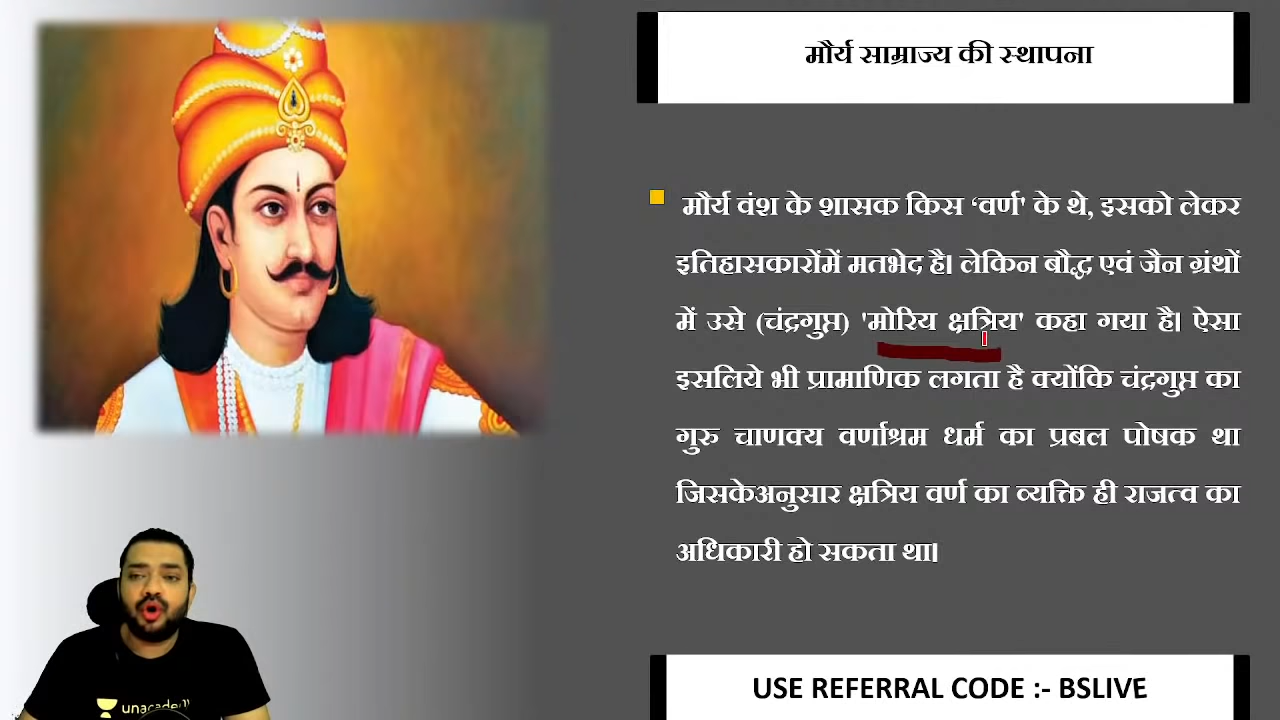 मौर्य साम्राज्य की स्थापना
मौर्य वंश के शासक किस ‘वर्ण' के थे, इसको लेकर
इतिहासकारोंमें मतभेद है। लेकिन बौद्ध एवं जैन ग्रंथों
में उसे (चंद्रगुप्त) 'मोरिय क्षत्रिय' कहा गया है। ऐसा
इसलिये भी प्रामाणिक लगता है क्योंकि चंद्रगुप्त का
गुरु चाणक्य वर्णाश्रम धर्म का प्रबल पोषक था
जिसकेअनुसार क्षत्रिय वर्ण का व्यक्ति ही राजत्व का
अधिकारी हो सकता था।
USE REFERRAL CODE :- BSLIVE